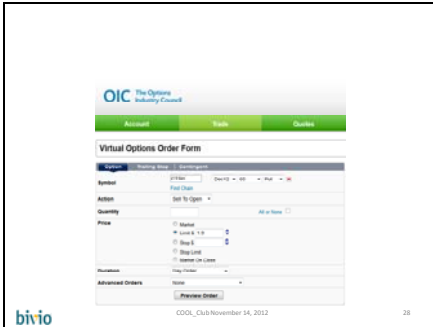 OIC The Options
Industry Council
Account Trade Quotes
Virtual Options Order Form
Option Trailing Stop Contingent
Symbol
Find Chain
Action Sell To Open
Quantity All or None
Price Market
Limit $
Stop $
Stop Limit
Market On Close
Duration Day Order
Advanced Orders None
Preview Order
bivio COOL_Club November 14, 2012 28